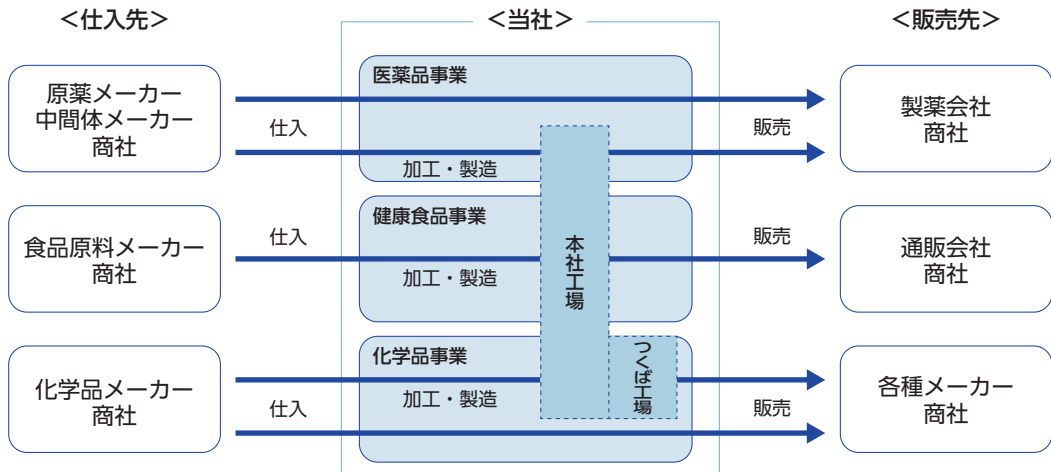 <仕入先>
<当社>
<販売先>
原薬メーカー
中間体メーカー
商社
仕入
医薬品事業
加工・製造
販売
製薬会社
商社
食品原料メーカー
商社
仕入
健康食品事業
加工・製造
本社工場
販売
通販会社
商社
化学品メーカー
商社
仕入
化学品事業
加工・製造
つくば工場
販売
各種メーカー
商社